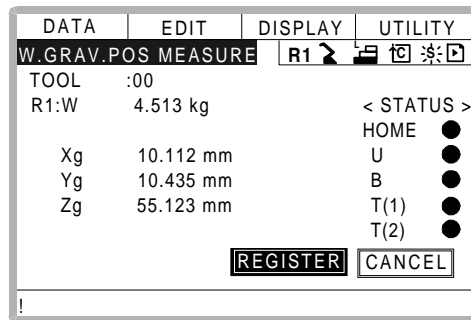 DATA EDIT DISPLAY UTILITY
W.GRAV.POS MEASURE R1
TOOL :00
R1:W 4.513 kg < STATUS >
HOME
Xg 10.112 mm U
Yg 10.435 mm B
Zg 55.123 mm T(1)
T(2)
REGISTER CANCEL
!